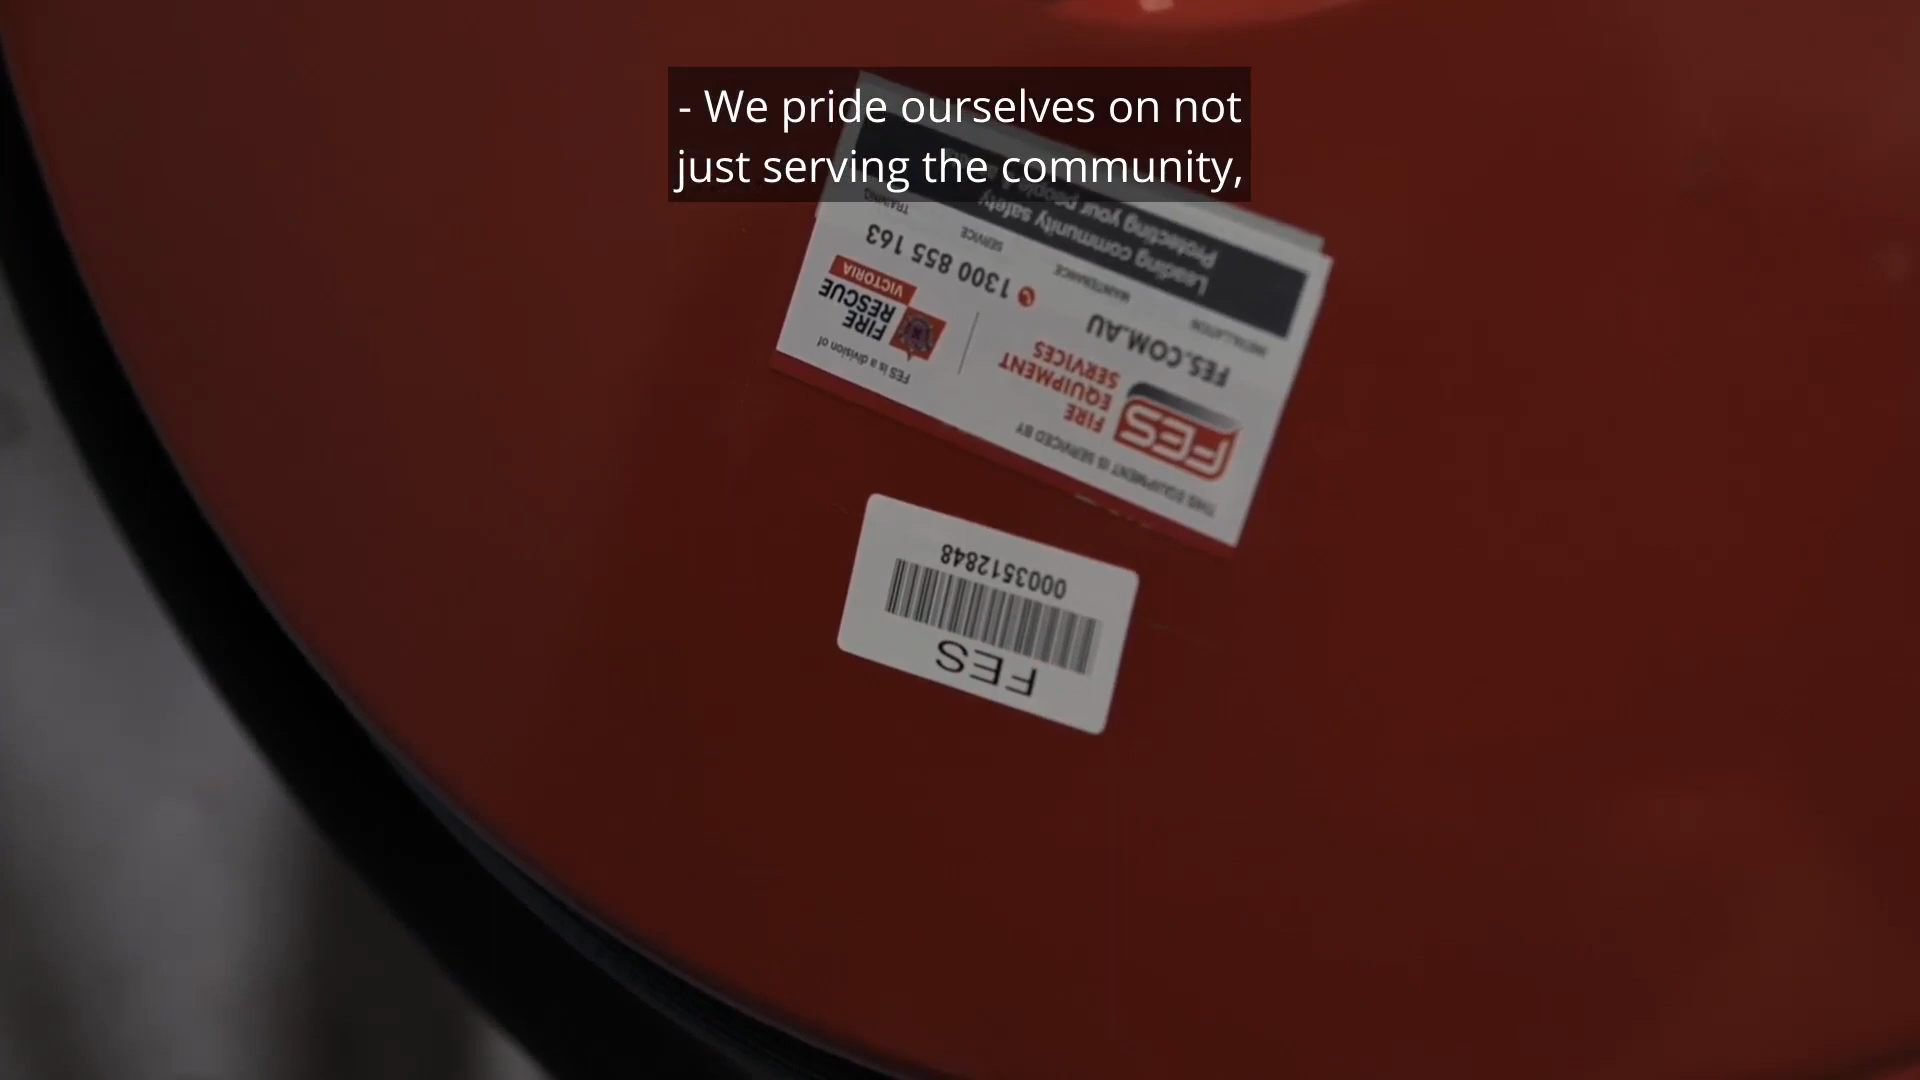 - We pride ourselves on not
just serving the community,
THIS EQUIPMENT IS SERVICED BY
FES
FIRE
EQUIPMENT
SERVICES
FES is a division of
FIRE
RESCUE
VICTORIA
FES.COM.AU
1300 855 163
INSTALLATION
MAINTENANCE
SERVICE
TRAINING
Leading community safety
Protecting your people
FES
0003512848